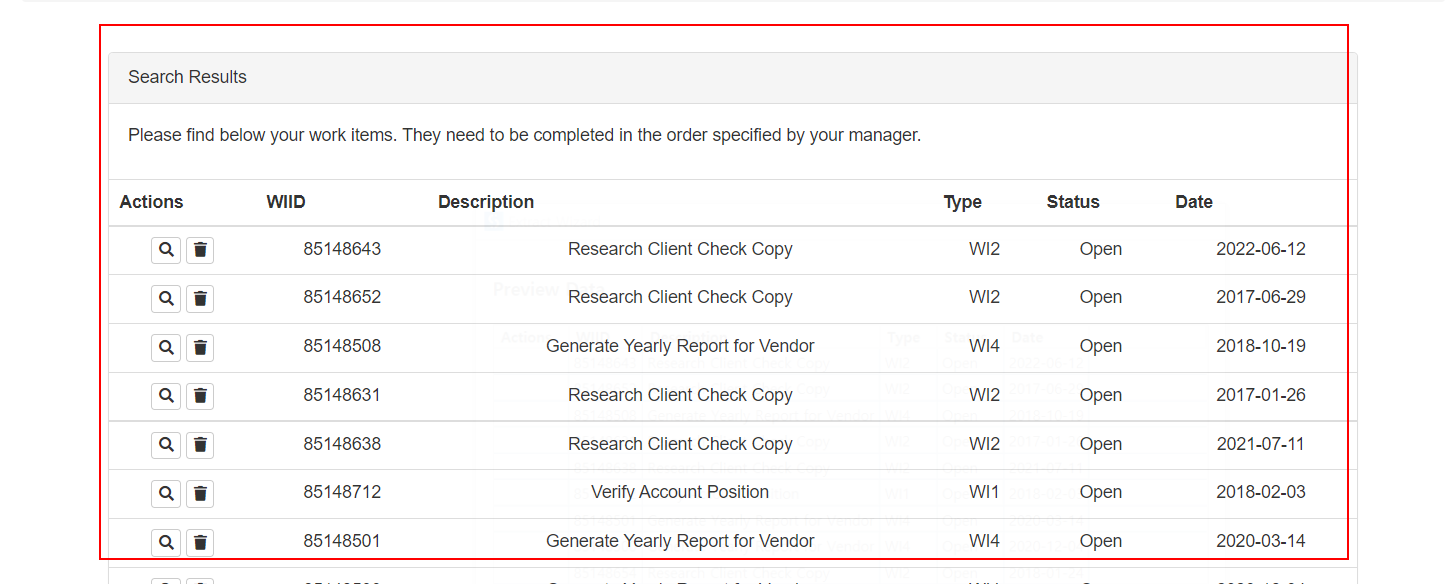 Search Results
Please find below your work items. They need to be completed in the order specified by your manager.
Actions WIID Description Type Status Date
85148643 Research Client Check Copy WI2 Open 2022-06-12
85148652 Research Client Check Copy WI2 Open 2017-06-29
85148508 Generate Yearly Report for Vendor WI4 Open 2018-10-19
85148631 Research Client Check Copy WI2 Open 2017-01-26
85148638 Research Client Check Copy WI2 Open 2021-07-11
85148712 Verify Account Position WI1 Open 2018-02-03
85148501 Generate Yearly Report for Vendor WI4 Open 2020-03-14